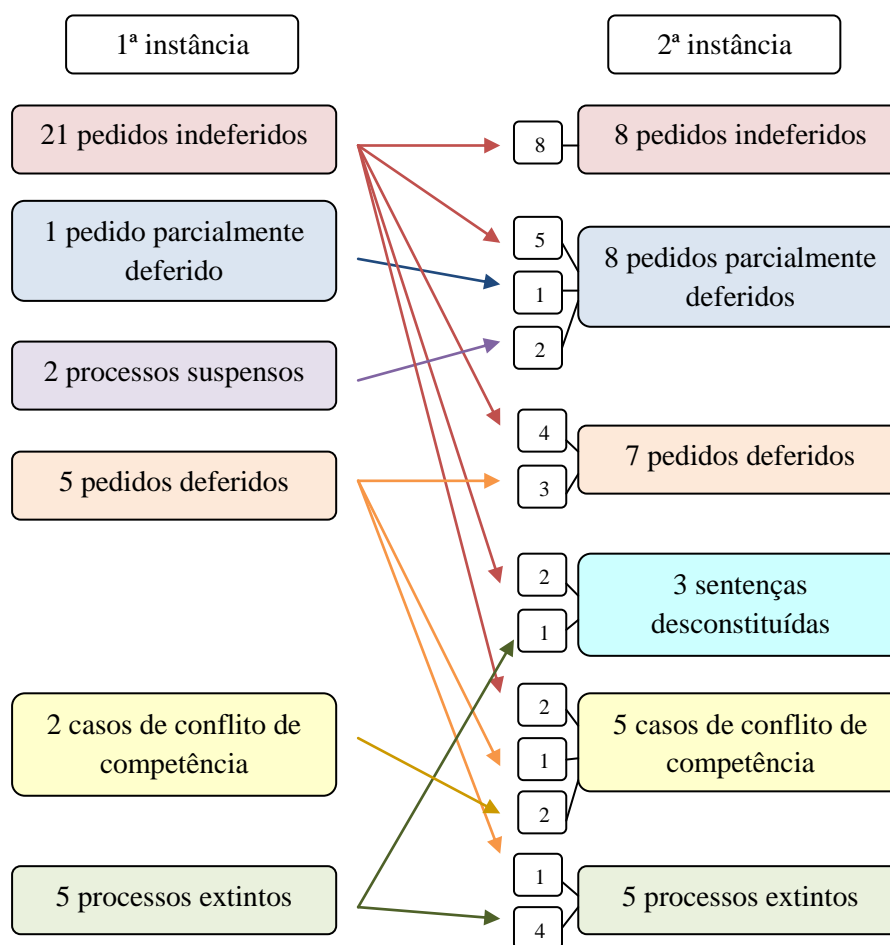 1ª instância
2ª instância
21 pedidos indeferidos
8
8 pedidos indeferidos
1 pedido parcialmente
deferido
5
1
2
8 pedidos parcialmente
deferidos
2 processos suspensos
5 pedidos deferidos
4
3
7 pedidos deferidos
2
1
3 sentenças
desconstituídas
2 casos de conflito de
competência
2
1
2
5 casos de conflito de
competência
5 processos extintos
1
4
5 processos extintos